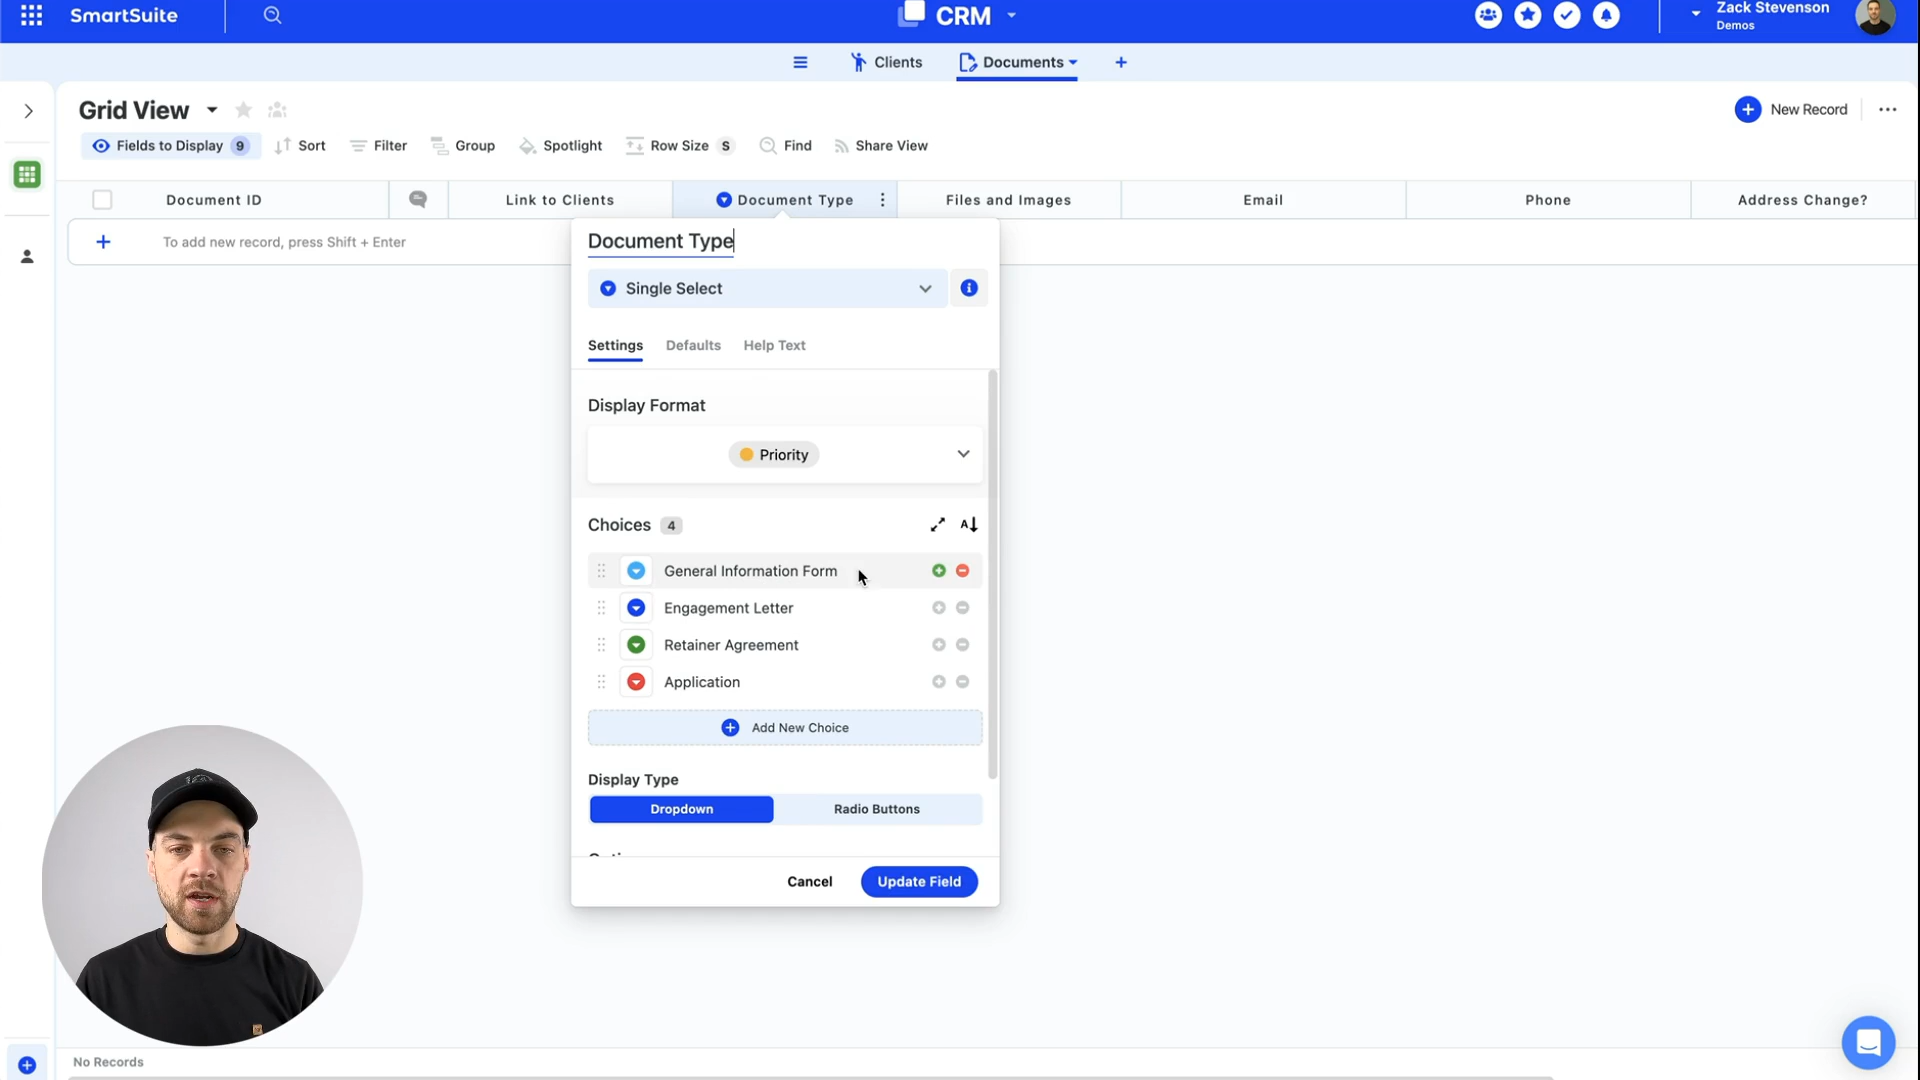 SmartSuite
CRM
Zack Stevenson
Demos
Clients
Documents
Grid View
New Record
Fields to Display 9
Sort
Filter
Group
Spotlight
Row Size S
Find
Share View
Document ID
Link to Clients
Document Type
Files and Images
Email
Phone
Address Change?
To add new record, press Shift + Enter
Document Type
Single Select
Settings
Defaults
Help Text
Display Format
Priority
Choices 4
A
General Information Form
Engagement Letter
Retainer Agreement
Application
Add New Choice
Display Type
Dropdown
Radio Buttons
Cancel
Update Field
No Records